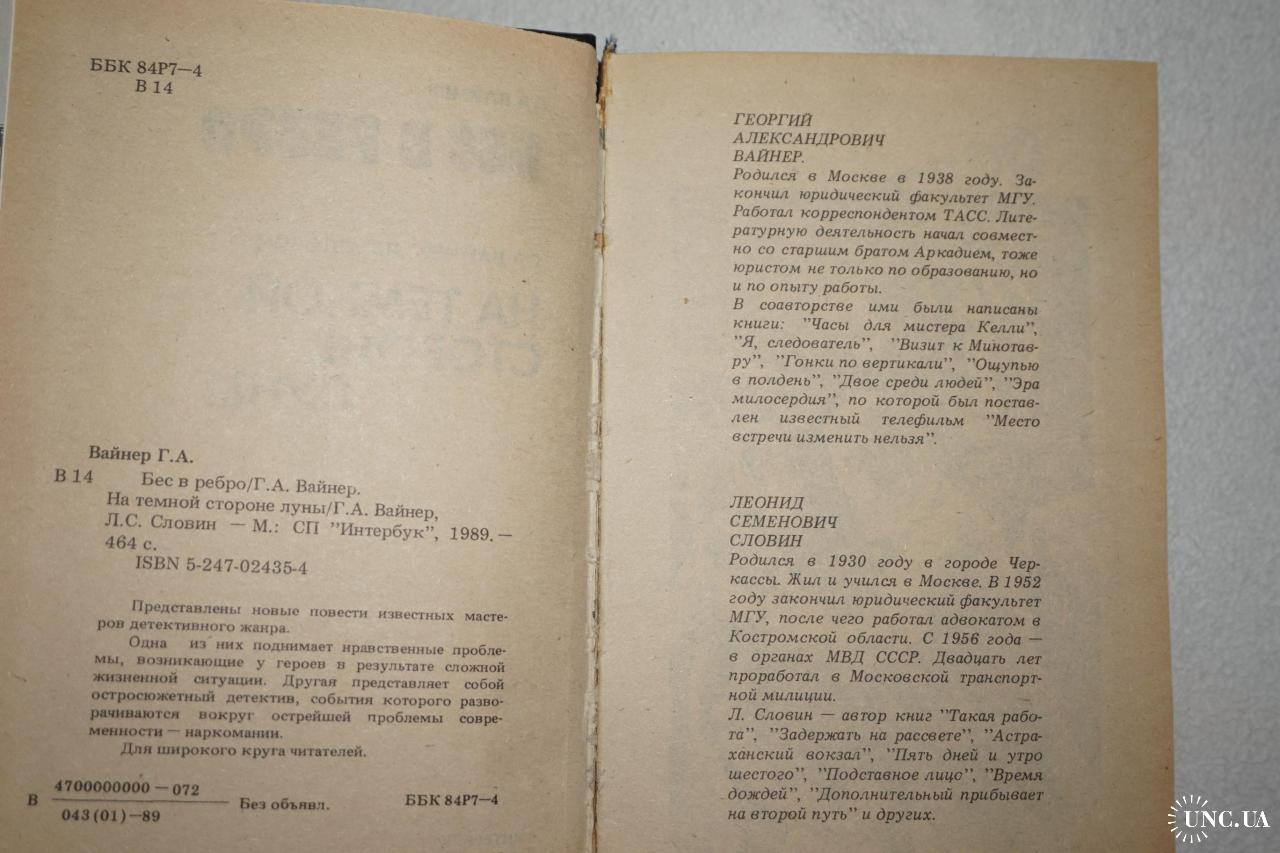 ББК 84Р7—4
В 14
Вайнер Г.А.
В 14
Бес в ребро/Г.А. Вайнер.
На темной стороне луны/Г.А. Вайнер,
Л.С. Словин — М.: СП "Интербук", 1989. —
464 с.
ISBN 5-247-02435-4
Представлены новые повести известных масте-
ров детективного жанра.
Одна из них поднимает нравственные пробле-
мы, возникающие у героев в результате сложной
жизненной ситуации. Другая представляет собой
остросюжетный детектив, события которого разво-
рачиваются вокруг острейшей проблемы совре-
менности — наркомании.
Для широкого круга читателей.
В 4700000000 — 072
043(01)—89
Без объявл.
ББК 84Р7—4
ГЕОРГИЙ
АЛЕКСАНДРОВИЧ
ВАЙНЕР.
Родился в Москве в 1938 году. За-
кончил юридический факультет МГУ.
Работал корреспондентом ТАСС. Лите-
ратурную деятельность начал совмест-
но со старшим братом Аркадием, тоже
юристом не только по образованию, но
и по опыту работы.
В соавторстве ими были написаны
книги: "Часы для мистера Келли",
"Я, следователь", "Визит к Минотав-
ру", "Гонки по вертикали", "Ощупью
в полдень", "Двое среди людей", "Эра
милосердия", по которой был постав-
лен известный телефильм "Место
встречи изменить нельзя".
ЛЕОНИД
СЕМЕНОВИЧ
СЛОВИН
Родился в 1930 году в городе Чер-
кассы. Жил и учился в Москве. В 1952
году закончил юридический факультет
МГУ, после чего работал адвокатом в
Костромской области. С 1956 года —
в органах МВД СССР. Двадцать лет
проработал в Московской транспорт-
ной милиции.
Л. Словин — автор книг "Такая рабо-
та", "Задержать на рассвете", "Астра-
ханский вокзал", "Пять дней и утро
шестого", "Подставное лицо", "Время
дождей", "Дополнительный прибывает
на второй путь" и других.
UNC.UA